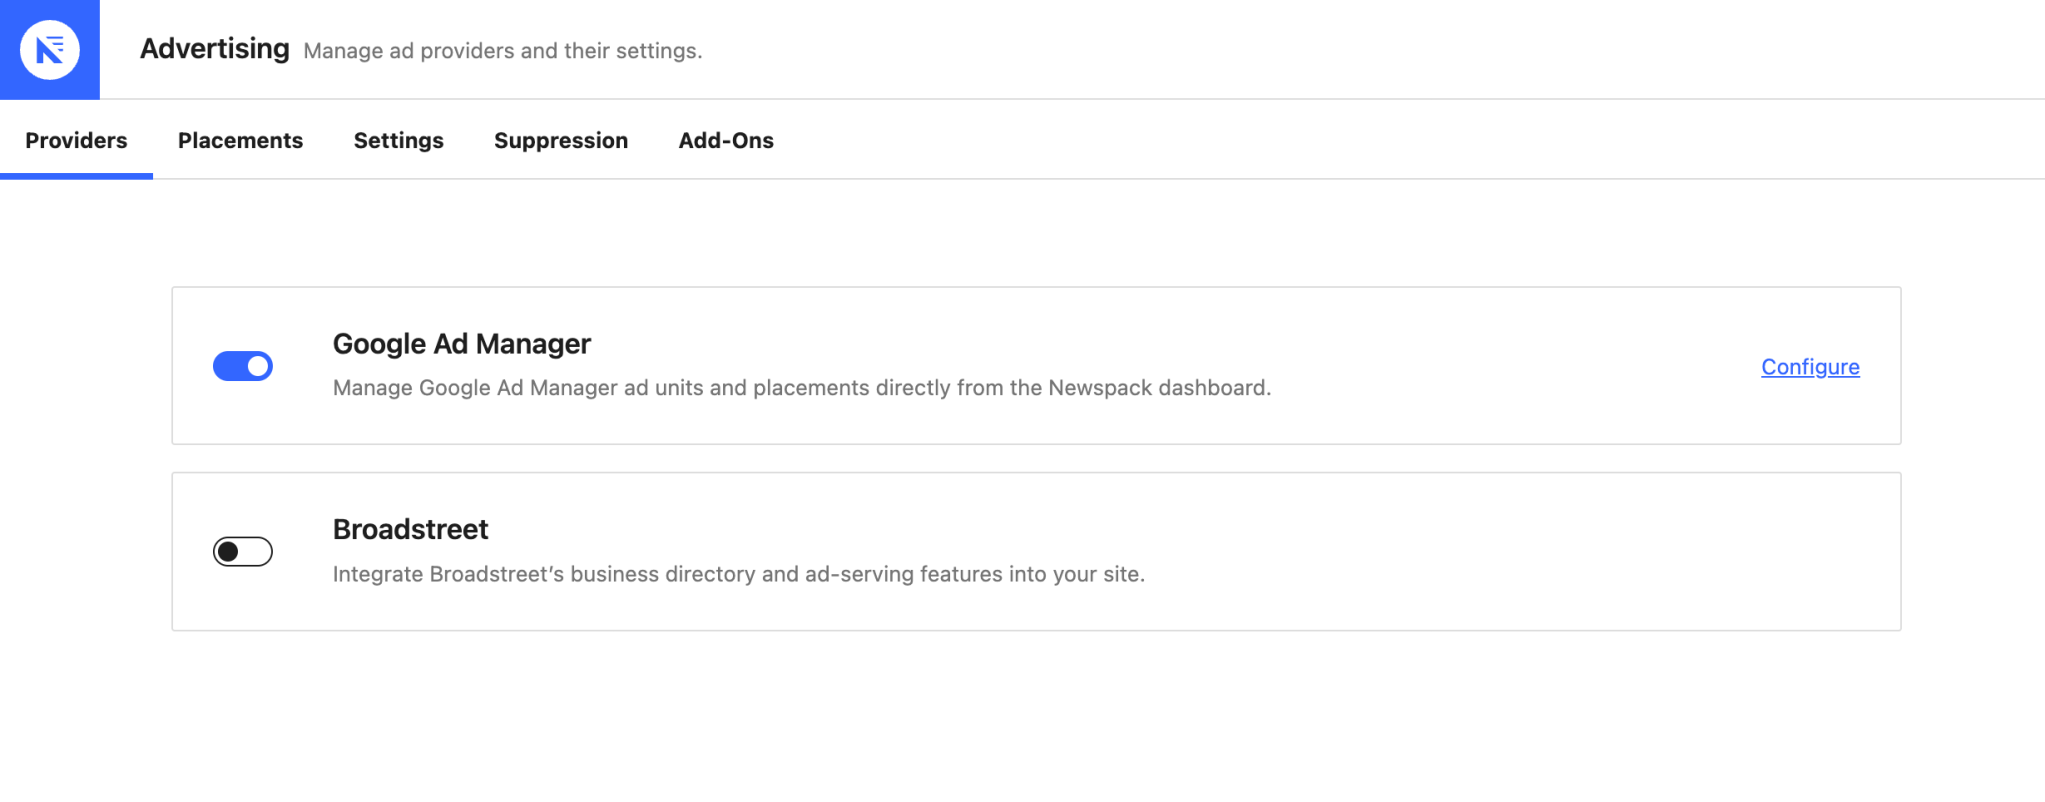 Advertising Manage ad providers and their settings.
Providers Placements Settings Suppression Add-Ons
Google Ad Manager
Manage Google Ad Manager ad units and placements directly from the Newspack dashboard.
Configure
Broadstreet
Integrate Broadstreet’s business directory and ad-serving features into your site.